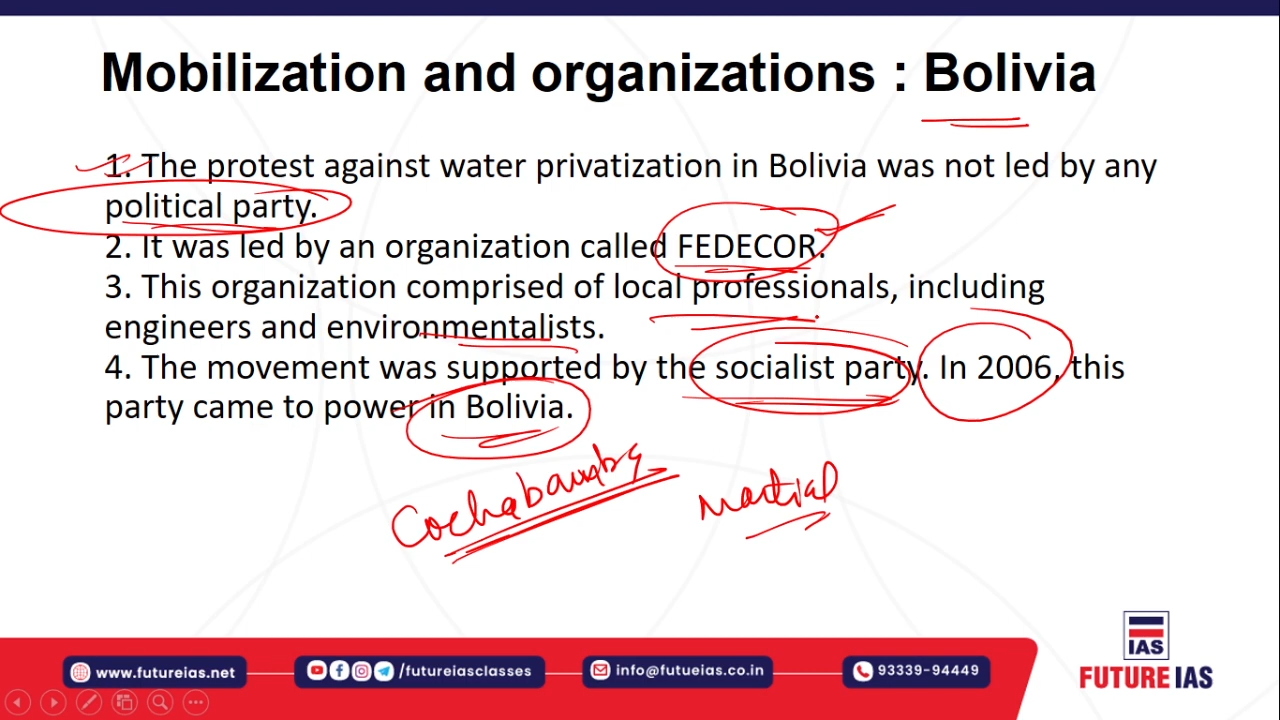 Mobilization and organizations : Bolivia
1. The protest against water privatization in Bolivia was not led by any
political party.
2. It was led by an organization called FEDECOR.
3. This organization comprised of local professionals, including
engineers and environmentalists.
4. The movement was supported by the socialist party. In 2006, this
party came to power in Bolivia.
Cochabamba
Martial
IAS
FUTURE IAS
www.futureias.net
/futureiasclasses
info@futueias.co.in
93339-94449